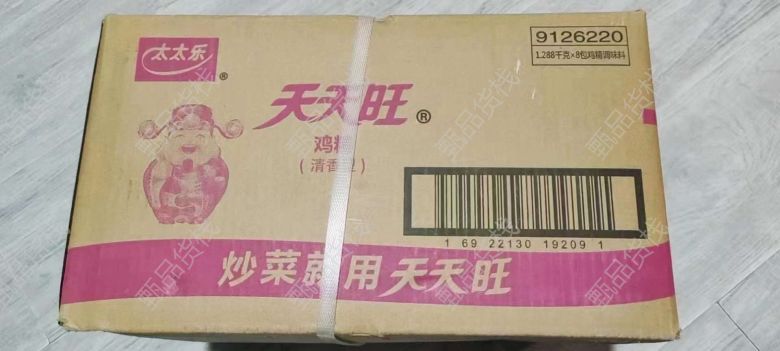 太太乐
®
9126220
1.288千克×8包鸡精调味料
天天旺®
鸡精
(清香型)
1 69 22130 19209 1
炒菜就用天天旺
甄品货栈